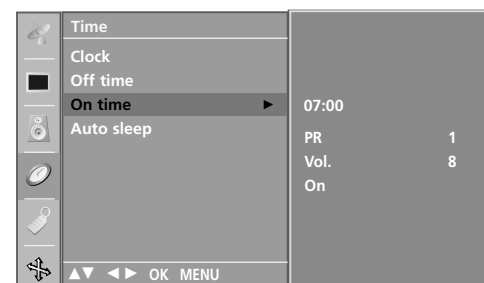 Time
Clock
Off time
On time ►
Auto sleep
▲▼ ◄► OK MENU
07:00
PR 1
Vol. 8
On